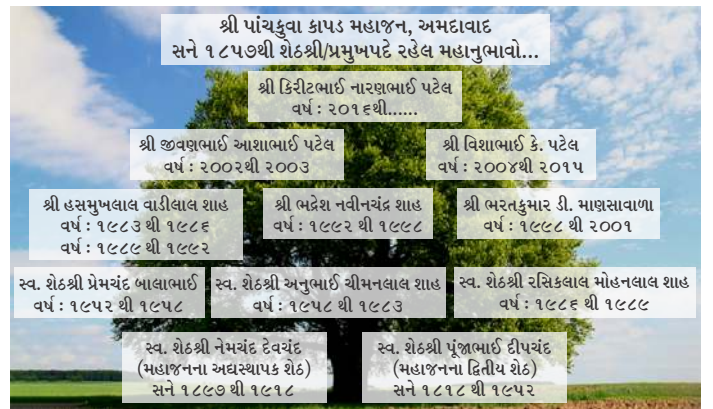 શ્રી પાંચકુવા કાપડ મહાજન, અમદાવાદ
સને ૧૮૫૭થી શેઠશ્રી/પ્રમુખપદે રહેલ મહાનુભાવો...
શ્રી કિરીટભાઈ નારણભાઈ પટેલ
વર્ષ : ૨૦૧૬થી......
શ્રી જીવણભાઈ આશાભાઈ પટેલ
વર્ષ : ૨૦૦૨થી ૨૦૦૩
શ્રી વિશાભાઈ કે. પટેલ
વર્ષ : ૨૦૦૪થી ૨૦૧૫
શ્રી હસમુખલાલ વાડીલાલ શાહ
વર્ષ : ૧૯૮૩ થી ૧૯૮૬
વર્ષ : ૧૯૮૯ થી ૧૯૯૨
શ્રી ભદ્રેશ નવીનચંદ્ર શાહ
વર્ષ : ૧૯૯૨ થી ૧૯૯૮
શ્રી ભરતકુમાર ડી. માણસાવાળા
વર્ષ : ૧૯૯૮ થી ૨૦૦૧
સ્વ. શેઠશ્રી પ્રેમચંદ બાલાભાઈ
વર્ષ : ૧૯૫૨ થી ૧૯૫૮
સ્વ. શેઠશ્રી અનુભાઈ ચીમનલાલ શાહ
વર્ષ : ૧૯૫૮ થી ૧૯૮૩
સ્વ. શેઠશ્રી રસિકલાલ મોહનલાલ શાહ
વર્ષ : ૧૯૮૬ થી ૧૯૮૯
સ્વ. શેઠશ્રી નેમચંદ દેવચંદ
(મહાજનના અદ્યસ્થાપક શેઠ)
સને ૧૮૯૭ થી ૧૯૧૮
સ્વ. શેઠશ્રી પૂંજાભાઈ દીપચંદ
(મહાજનના દ્વિતીય શેઠ)
સને ૧૮૧૮ થી ૧૯૫૨